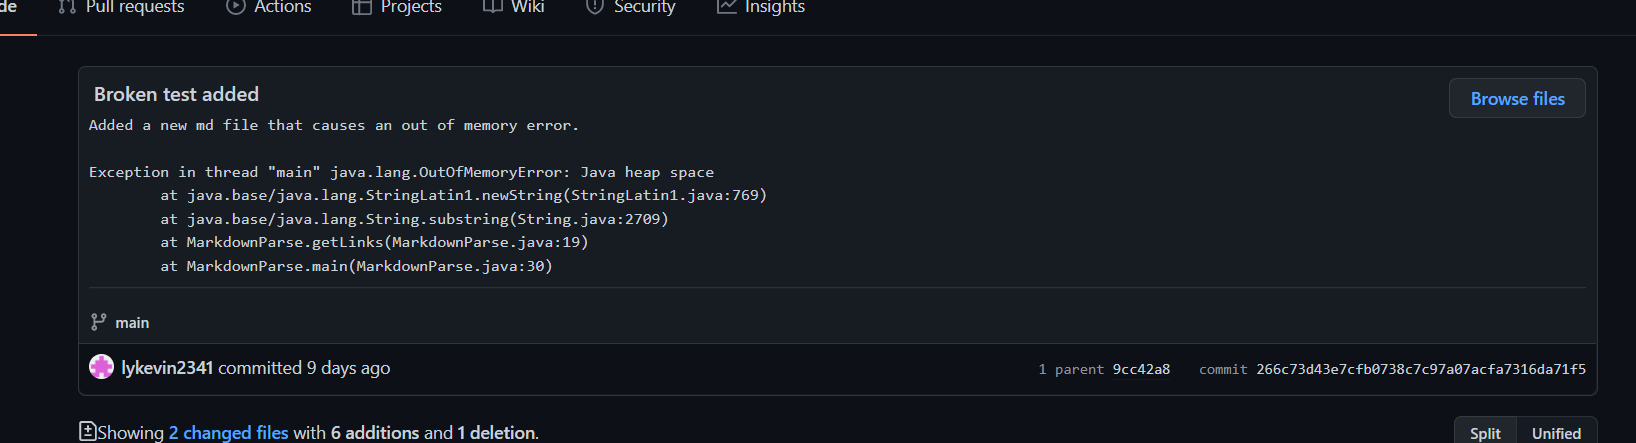 de Pull requests Actions Projects Wiki Security Insights
Broken test added
Browse files
Added a new md file that causes an out of memory error.
Exception in thread "main" java.lang.OutOfMemoryError: Java heap space
at java.base/java.lang.StringLatin1.newString(StringLatin1.java:769)
at java.base/java.lang.String.substring(String.java:2709)
at MarkdownParse.getLinks(MarkdownParse.java:19)
at MarkdownParse.main(MarkdownParse.java:30)
main
lykevin2341 committed 9 days ago
1 parent 9cc42a8 commit 266c73d43e7cfb0738c7c97a07acfa7316da71f5
Showing 2 changed files with 6 additions and 1 deletion.
Split Unified